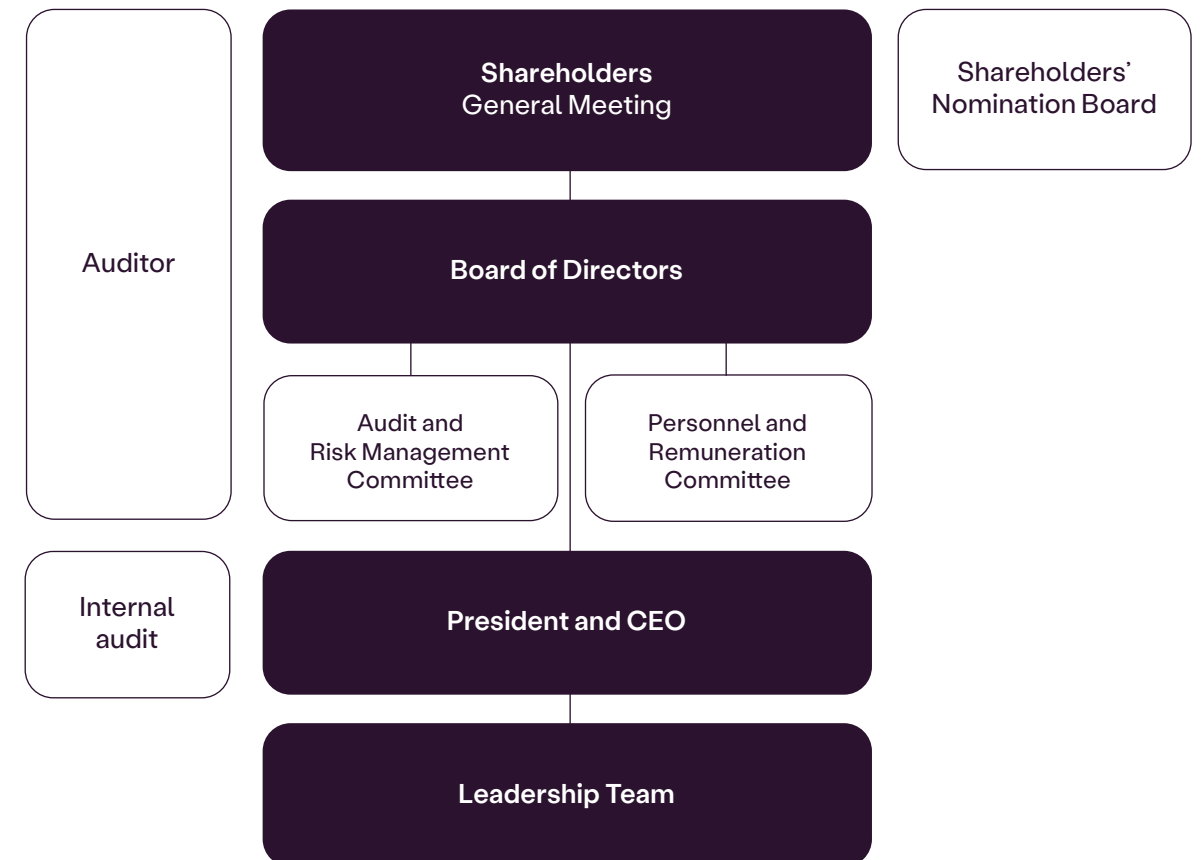 Shareholders
General Meeting
Shareholders’
Nomination Board
Auditor
Board of Directors
Audit and
Risk Management
Committee
Personnel and
Remuneration
Committee
Internal
audit
President and CEO
Leadership Team